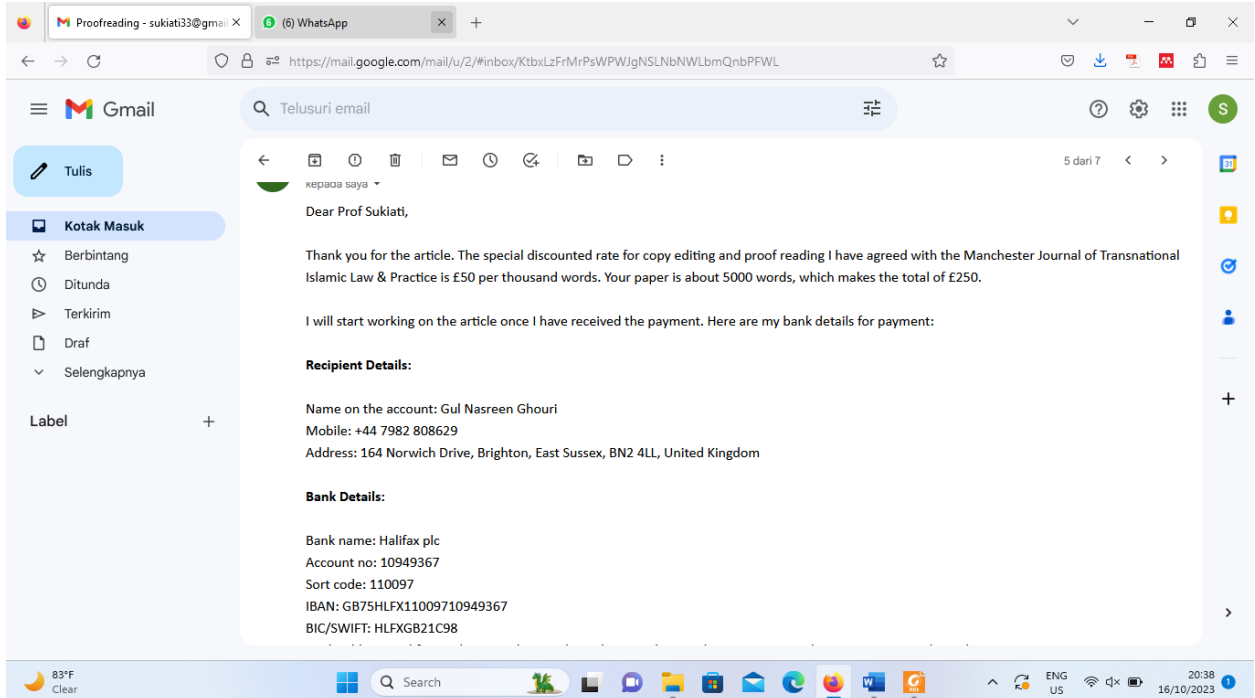 Proofreading - sukiati33@gmai
(6) WhatsApp
https://mail.google.com/mail/u/2/#inbox/KtbxLzFrMrPsWPWJgNSLNbNWLbmQnbPFWL
Gmail
Telusuri email
S
Tulis
5 dari 7
31
kepada saya
Kotak Masuk
Berbintang
Ditunda
Terkirim
Draf
Selengkapnya
Label
Dear Prof Sukiati,
Thank you for the article. The special discounted rate for copy editing and proof reading I have agreed with the Manchester Journal of Transnational
Islamic Law & Practice is £50 per thousand words. Your paper is about 5000 words, which makes the total of £250.
I will start working on the article once I have received the payment. Here are my bank details for payment:
Recipient Details:
Name on the account: Gul Nasreen Ghouri
Mobile: +44 7982 808629
Address: 164 Norwich Drive, Brighton, East Sussex, BN2 4LL, United Kingdom
Bank Details:
Bank name: Halifax plc
Account no: 10949367
Sort code: 110097
IBAN: GB75HLFX11009710949367
BIC/SWIFT: HLFXGB21C98
83°F
Clear
Search
ENG
US
20:38
16/10/2023
1